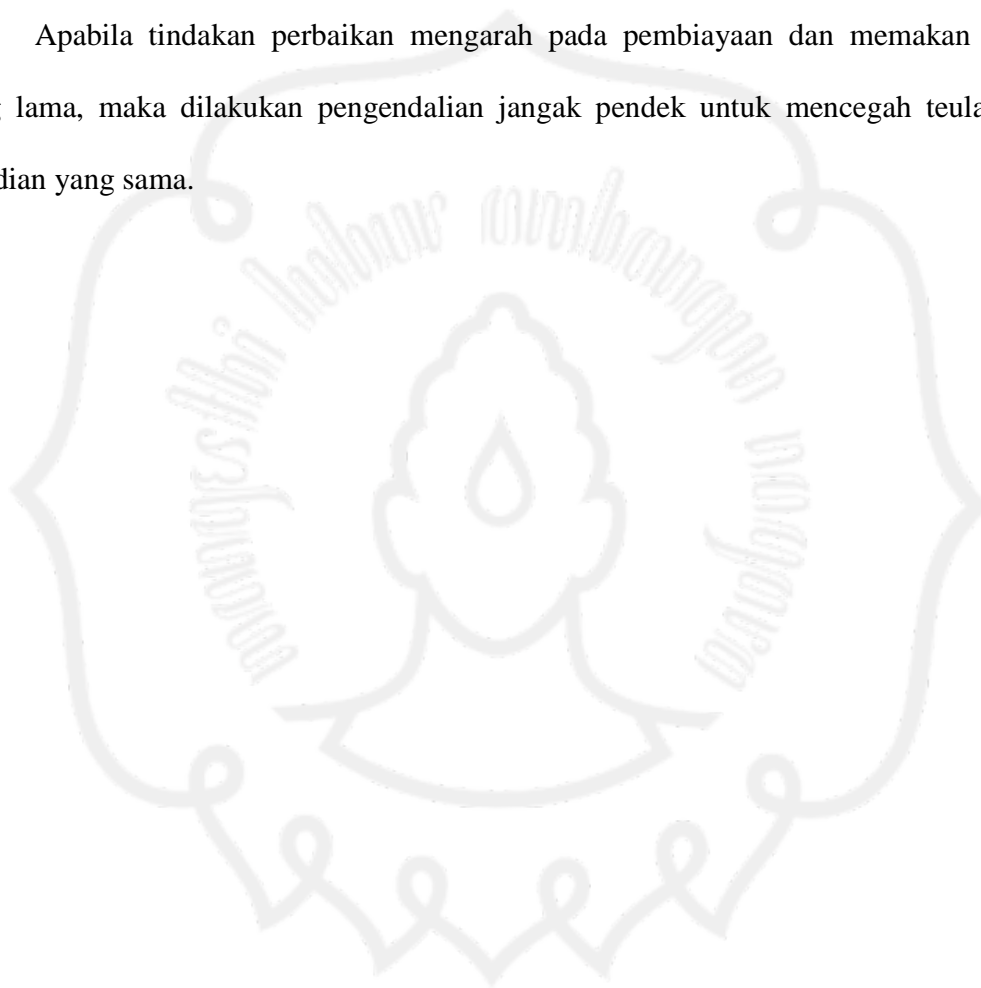 Apabila tindakan perbaikan mengarah pada pembiayaan dan memakan
lama, maka dilakukan pengendalian jangak pendek untuk mencegah teula
dian yang sama.